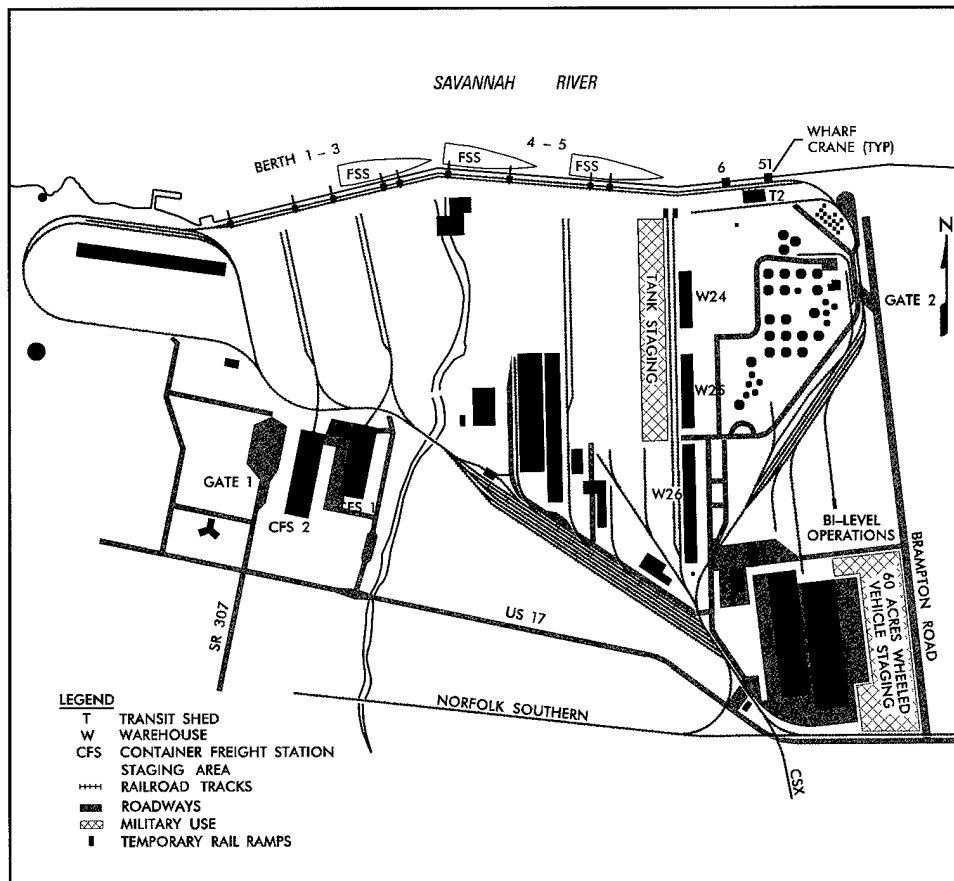 SAVANNAH RIVER
BERTH 1 - 3
4 - 5
FSS
FSS
FSS
6
51
WHARF
CRANE (TYP)
T2
N
GATE 2
TANK STAGING
W24
W25
W26
GATE 1
CFS 2
CFS 1
BI-LEVEL
OPERATIONS
BRAMPTON ROAD
60 ACRES WHEELED
VEHICLE STAGING
SR 307
US 17
NORFOLK SOUTHERN
CSX
LEGEND
T TRANSIT SHED
W WAREHOUSE
CFS CONTAINER FREIGHT STATION
STAGING AREA
RAILROAD TRACKS
ROADWAYS
MILITARY USE
TEMPORARY RAIL RAMPS